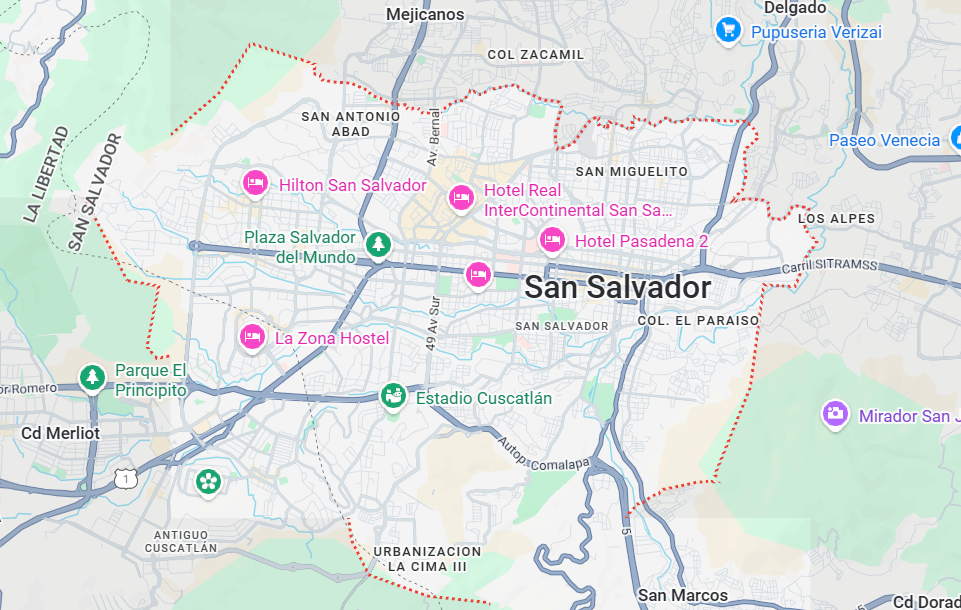 Mejicanos
Delgado
Pupuseria Verizai
COL ZACAMIL
SAN ANTONIO
ABAD
Av. Bernal
Paseo Venecia
LA LIBERTAD
SAN SALVADOR
SAN MIGUELITO
Hilton San Salvador
Hotel Real
InterContinental San Sa...
LOS ALPES
Plaza Salvador
del Mundo
Hotel Pasadena 2
Carril SITRAMSS
San Salvador
49 Av Sur
SAN SALVADOR
COL. EL PARAISO
La Zona Hostel
Parque El
Principito
or Romero
Estadio Cuscatlán
Mirador San J
Cd Merliot
Autop. Comalapa
1
5
ANTIGUO
CUSCATLÁN
URBANIZACION
LA CIMA III
San Marcos
Cd Dorad